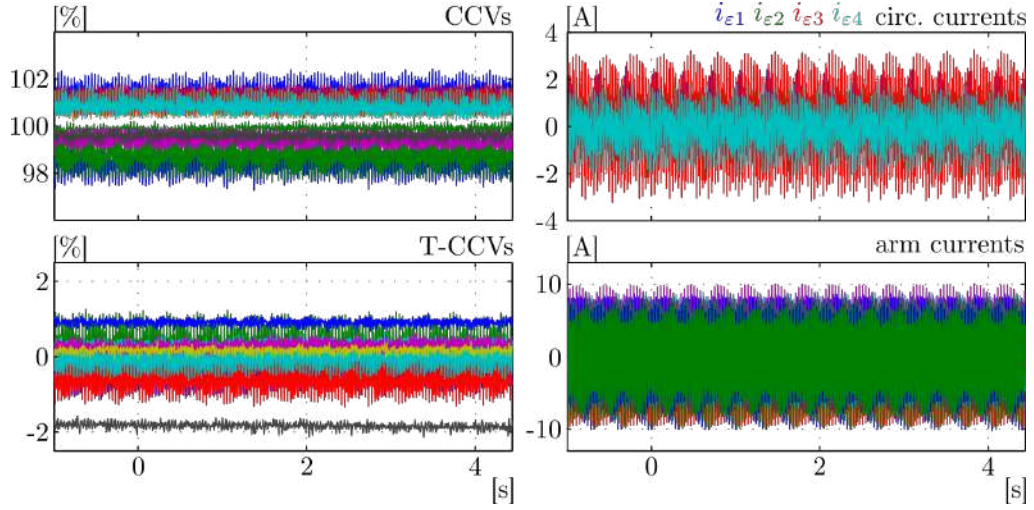 [%] CCVs
102
100
98
[A] iε1 iε2 iε3 iε4 circ. currents
4
2
0
-2
-4
[%] T-CCVs
2
0
-2
0 2 4
[s]
[A] arm currents
10
0
-10
0 2 4
[s]